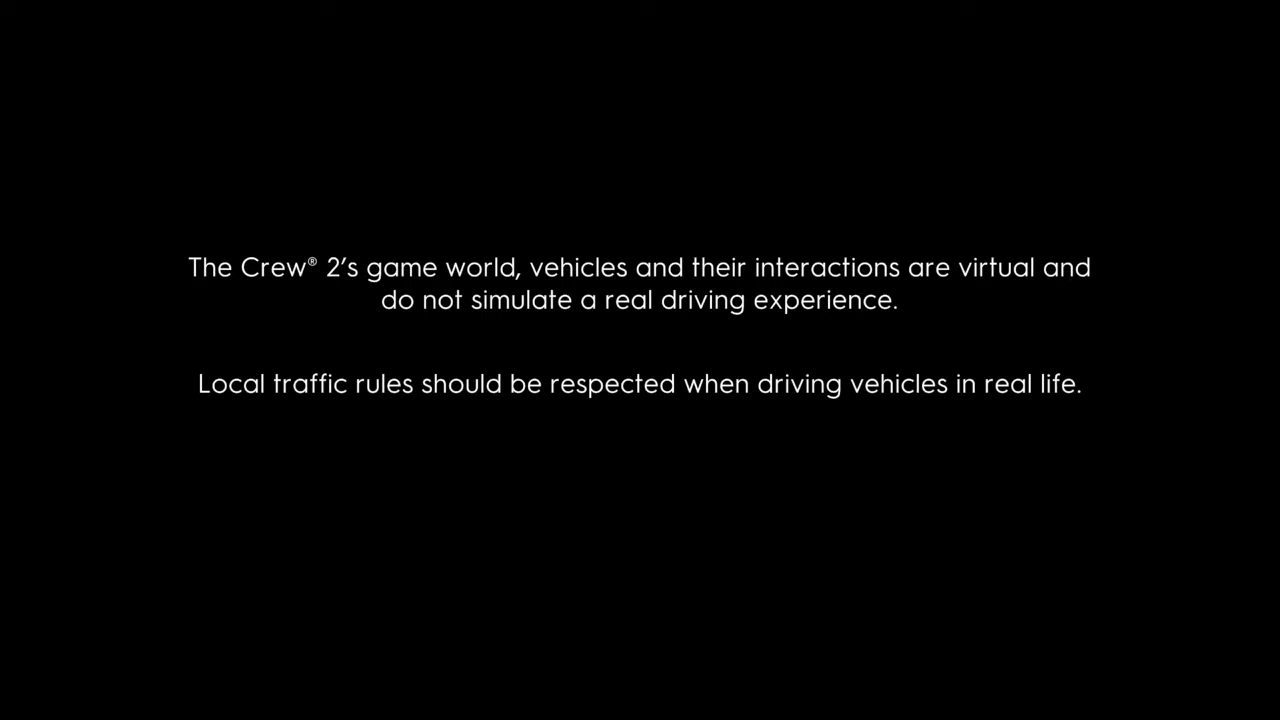 The Crew® 2’s game world, vehicles and their interactions are virtual and
do not simulate a real driving experience.
Local traffic rules should be respected when driving vehicles in real life.